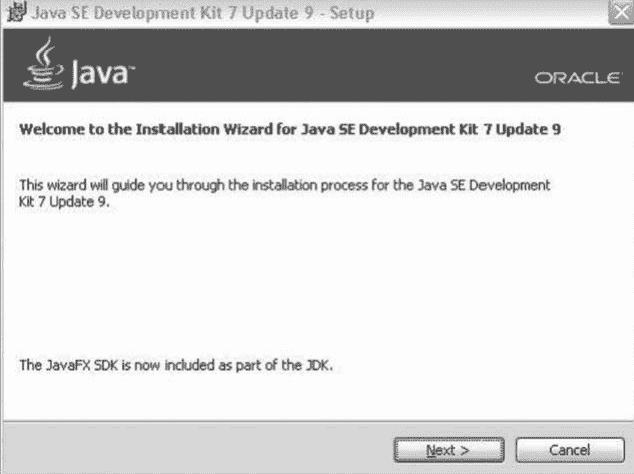 Java SE Development Kit 7 Update 9 - Setup
Java™
ORACLE
Welcome to the Installation Wizard for Java SE Development Kit 7 Update 9
This wizard will guide you through the installation process for the Java SE Development
Kit 7 Update 9.
The JavaFX SDK is now included as part of the JDK.
Next >
Cancel